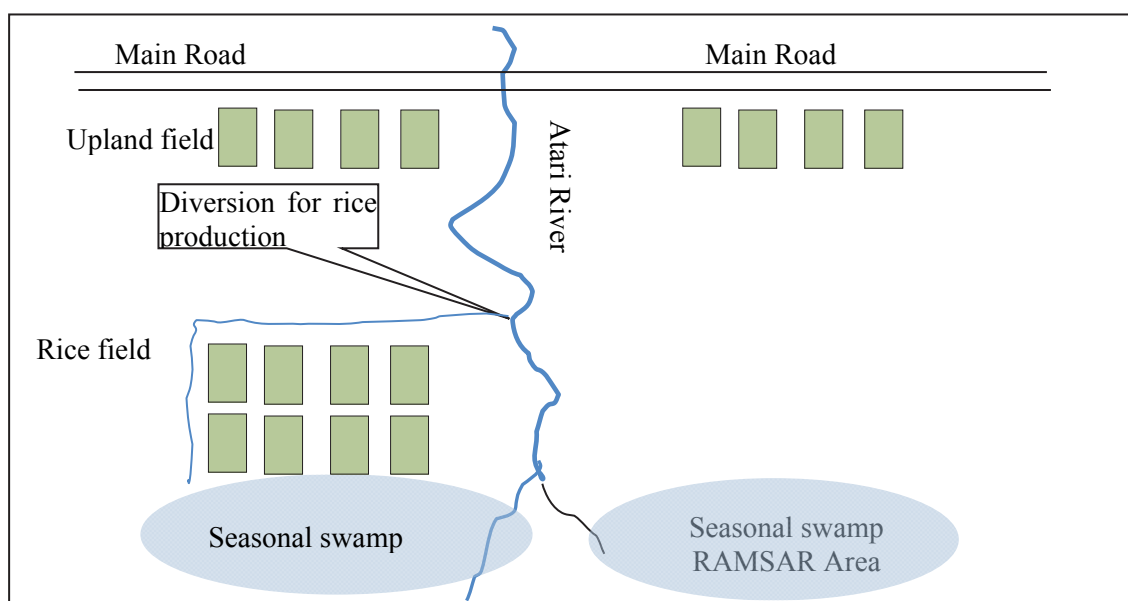 Main Road
Main Road
Upland field
Atari River
Diversion for rice
production
Rice field
Seasonal swamp
Seasonal swamp
RAMSAR Area